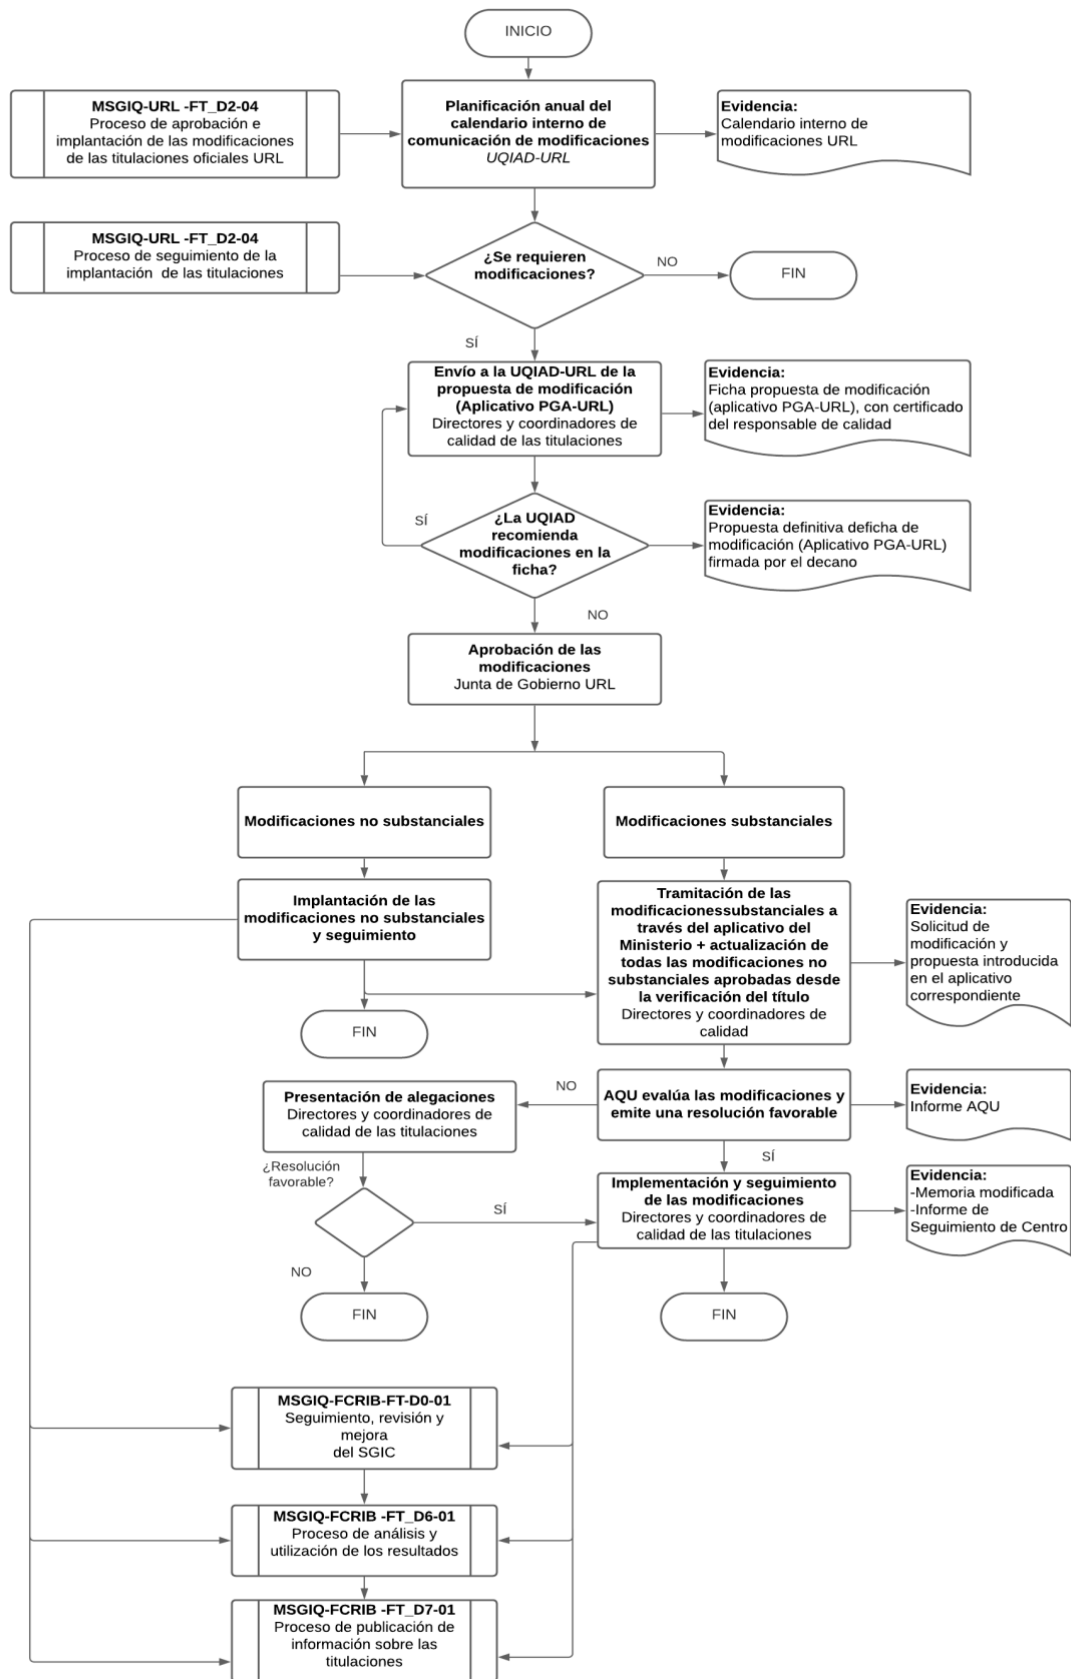 INICIO
MSGIQ-URL -FT_D2-04
Proceso de aprobación e
implantación de las modificaciones
de las titulaciones oficiales URL
Planificación anual del
calendario interno de
comunicación de modificaciones
UQIAD-URL
Evidencia:
Calendario interno de
modificaciones URL
MSGIQ-URL -FT_D2-04
Proceso de seguimiento de la
implantación  de las titulaciones
¿Se requieren
modificaciones?
NO
FIN
SÍ
Envío a la UQIAD-URL de la
propuesta de modificación
(Aplicativo PGA-URL)
Directores y coordinadores de
calidad de las titulaciones
Evidencia:
Ficha propuesta de modificación
(aplicativo PGA-URL), con certificado
del responsable de calidad
SÍ
¿La UQIAD
recomienda
modificaciones en la
ficha?
Evidencia:
Propuesta definitiva deficha de
modificación (Aplicativo PGA-URL)
firmada por el decano
NO
Aprobación de las
modificaciones
Junta de Gobierno URL
Modificaciones no substanciales
Modificaciones substanciales
Implantación de las
modificaciones no substanciales
y seguimiento
Tramitación de las
modificacionessubstanciales a
través del aplicativo del
Ministerio + actualización de
todas las modificaciones no
substanciales aprobadas desde
la verificación del título
Directores y coordinadores de
calidad
Evidencia:
Solicitud de
modificación y
propuesta introducida
en el aplicativo
correspondiente
FIN
Presentación de alegaciones
Directores y coordinadores de
calidad de las titulaciones
NO
AQU evalúa las modificaciones y
emite una resolución favorable
Evidencia:
Informe AQU
SÍ
¿Resolución
favorable?
SÍ
Implementación y seguimiento
de las modificaciones
Directores y coordinadores de
calidad de las titulaciones
Evidencia:
-Memoria modificada
-Informe de
Seguimiento de Centro
NO
FIN
FIN
MSGIQ-FCRIB-FT-D0-01
Seguimiento, revisión y
mejora
del SGIC
MSGIQ-FCRIB -FT_D6-01
Proceso de análisis y
utilización de los resultados
MSGIQ-FCRIB -FT_D7-01
Proceso de publicación de
información sobre las
titulaciones